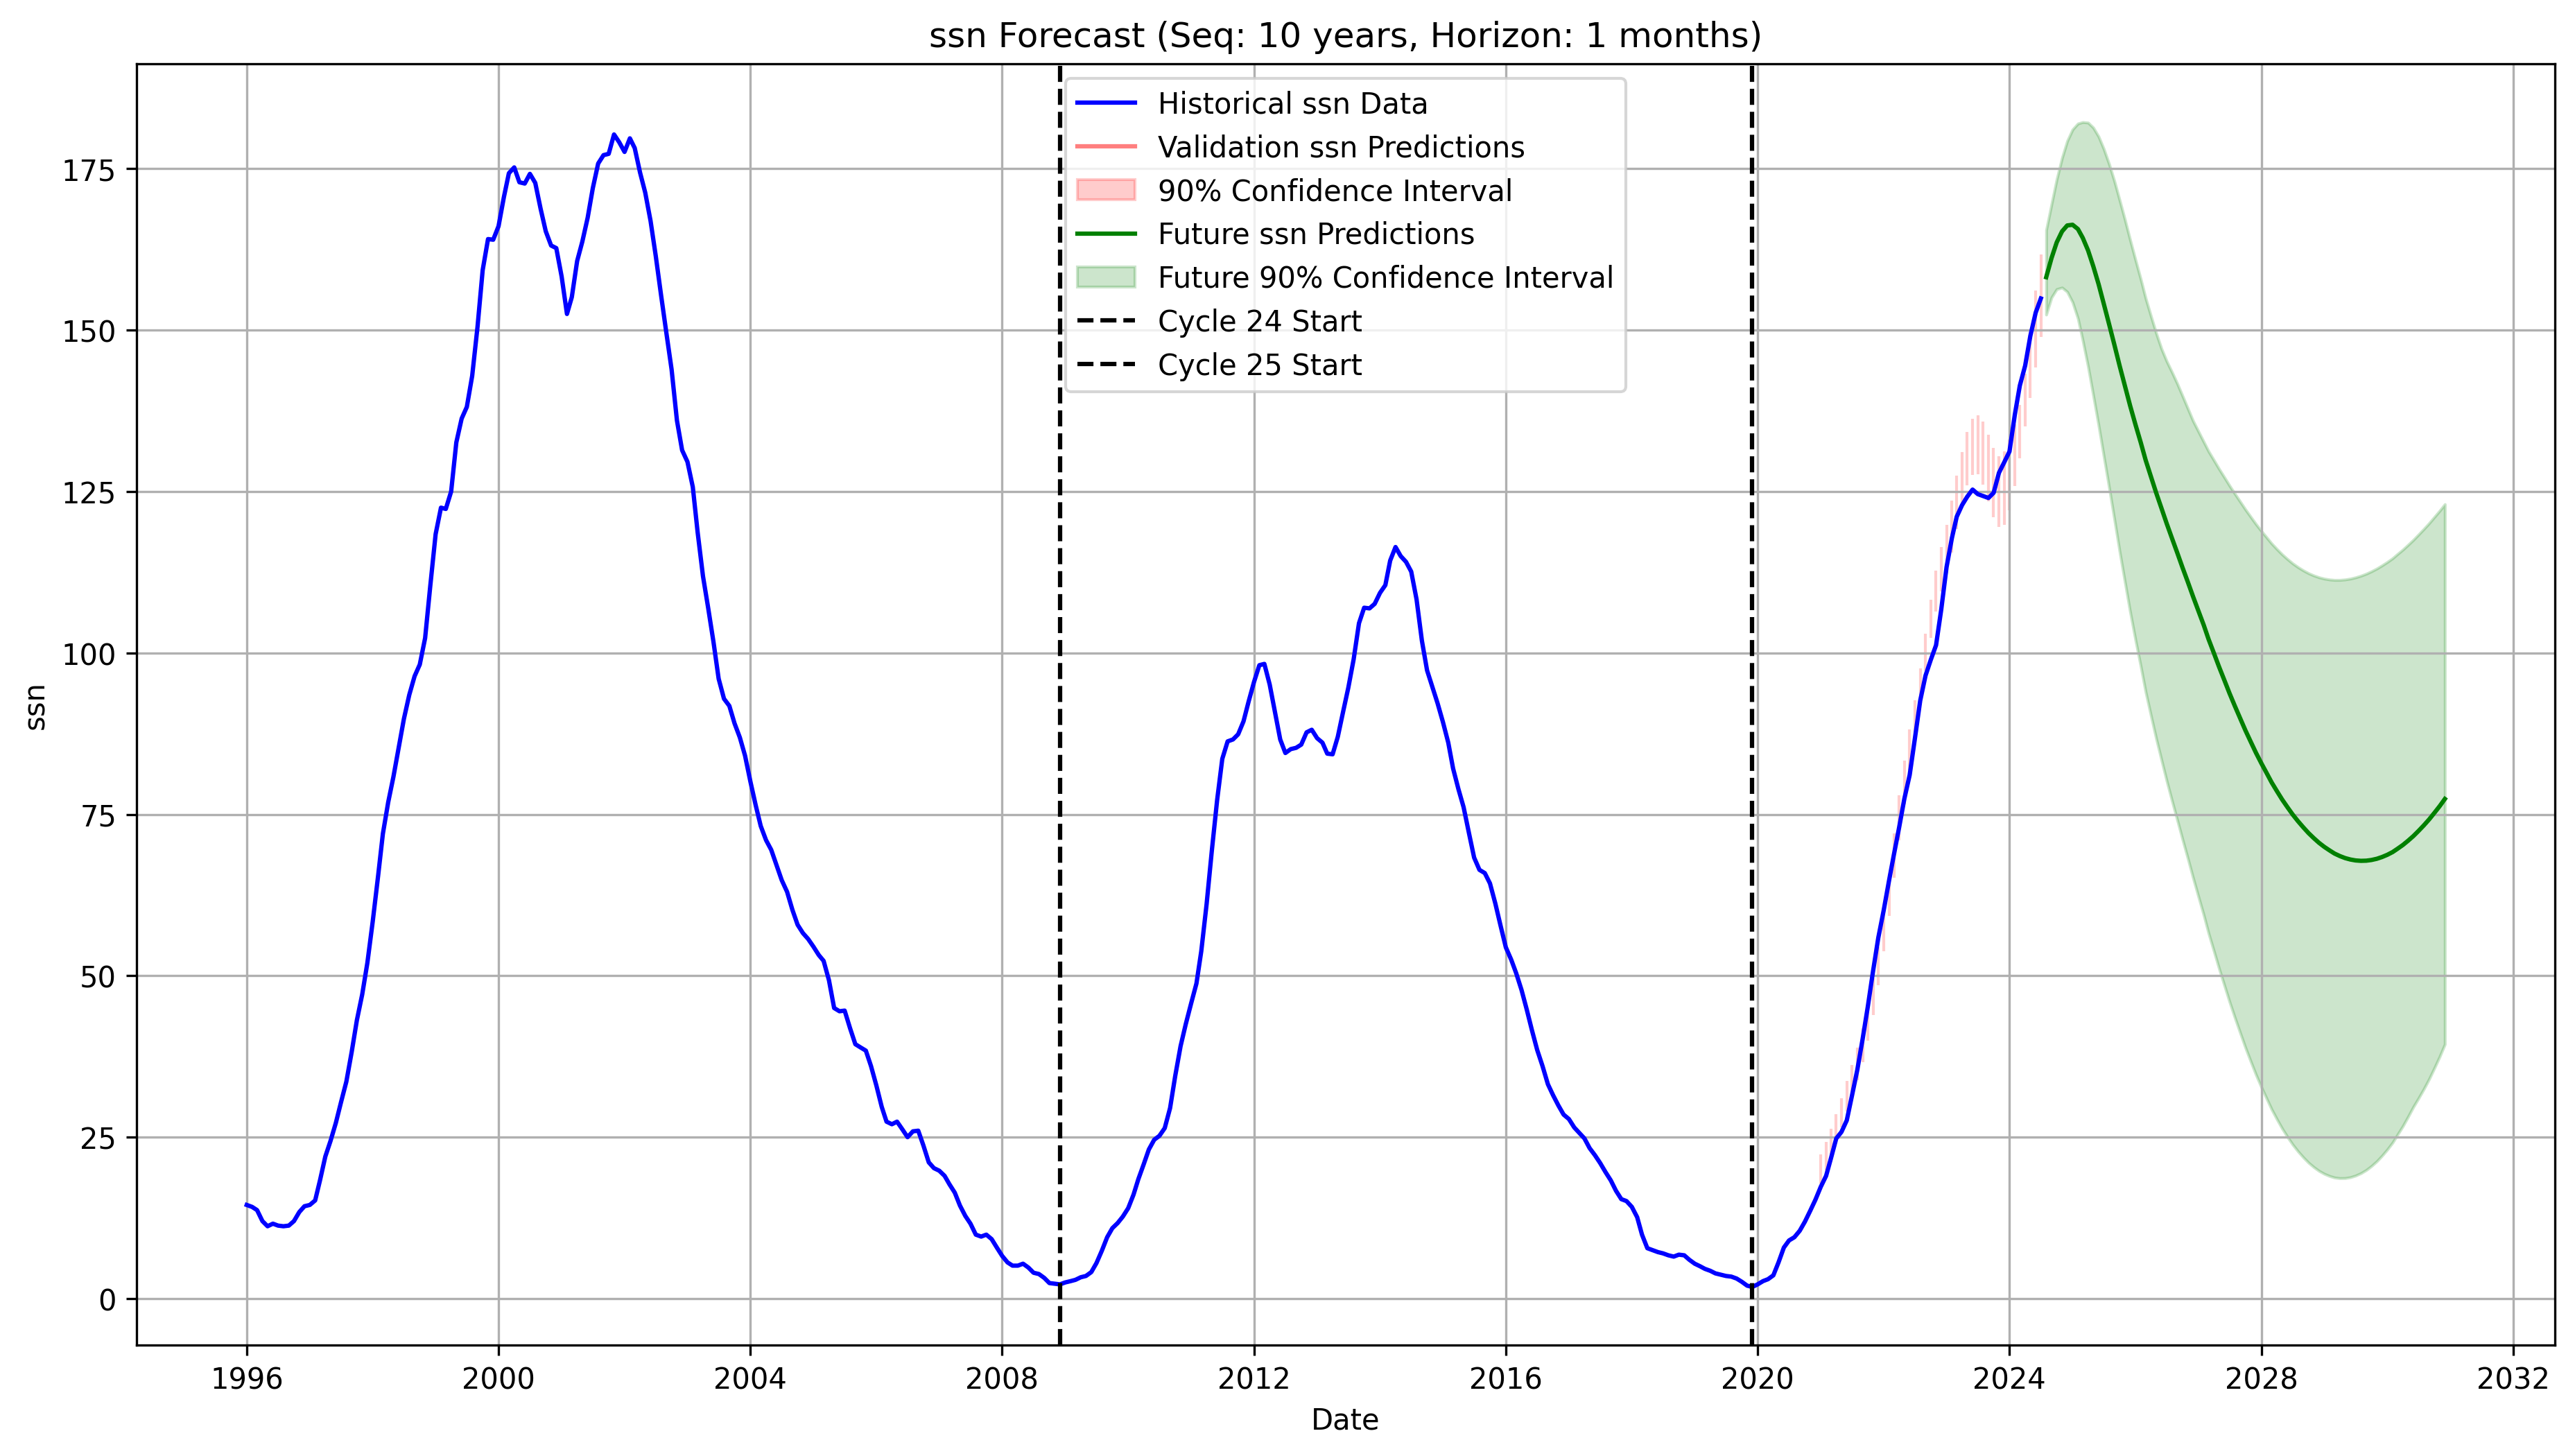 ssn Forecast (Seq: 10 years, Horizon: 1 months)
Historical ssn Data
Validation ssn Predictions
90% Confidence Interval
Future ssn Predictions
Future 90% Confidence Interval
Cycle 24 Start
Cycle 25 Start
ssn
175
150
125
100
75
50
25
0
1996 2000 2004 2008 2012 2016 2020 2024 2028 2032
Date